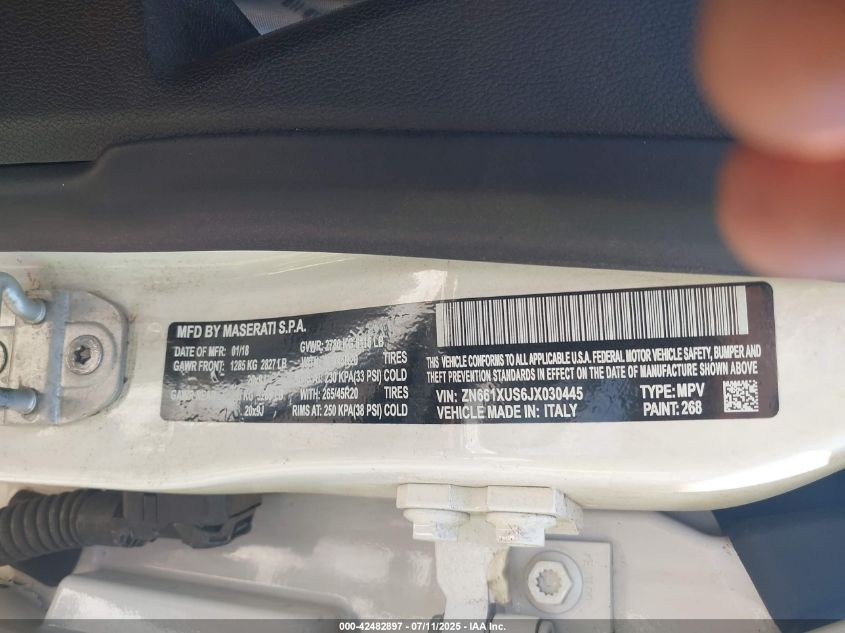 MFD BY MASERATI S.P.A.
DATE OF MFR: 01/18
GAWR FRONT: 1285 KG 2827 LB
TIRES
230 KPA(33 PSI) COLD
TIRES
WITH: 265/45R20
20x9J
RIMS AT: 250 KPA(38 PSI) COLD
THIS VEHICLE CONFORMS TO ALL APPLICABLE U.S.A. FEDERAL MOTOR VEHICLE SAFETY, BUMPER AND
THEFT PREVENTION STANDARDS IN EFFECT ON THE DATE OF MANUFACTURE SHOWN ABOVE
VIN: ZN661XUS6JX030445
TYPE: MPV
VEHICLE MADE IN: ITALY
PAINT: 268
000-42482897 - 07/11/2025 - IAA Inc.